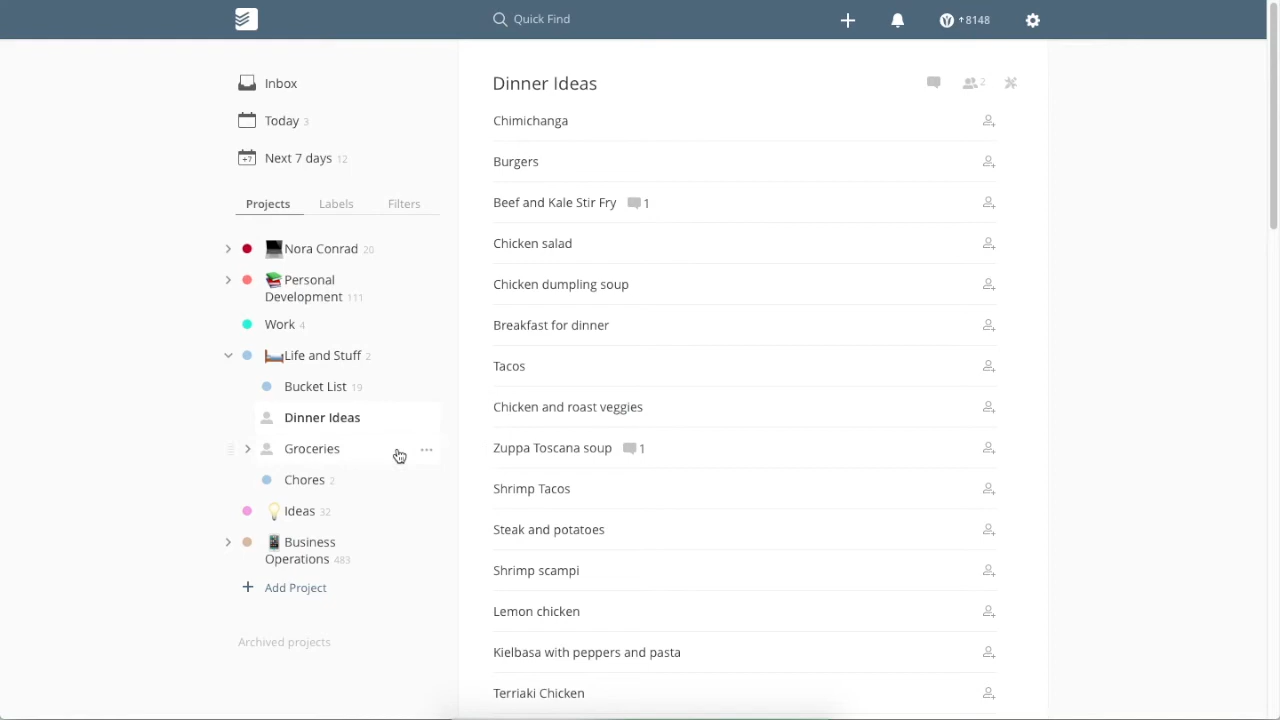 Quick Find
8148
Inbox
Today 3
+7
Next 7 days 12
Projects
Labels
Filters
Nora Conrad 20
Personal
Development 111
Work 4
Life and Stuff 2
Bucket List 19
Dinner Ideas
Groceries
Chores 2
Ideas 32
Business
Operations 483
+ Add Project
Archived projects
Dinner Ideas
2
Chimichanga
Burgers
Beef and Kale Stir Fry 1
Chicken salad
Chicken dumpling soup
Breakfast for dinner
Tacos
Chicken and roast veggies
Zuppa Toscana soup 1
Shrimp Tacos
Steak and potatoes
Shrimp scampi
Lemon chicken
Kielbasa with peppers and pasta
Terriaki Chicken